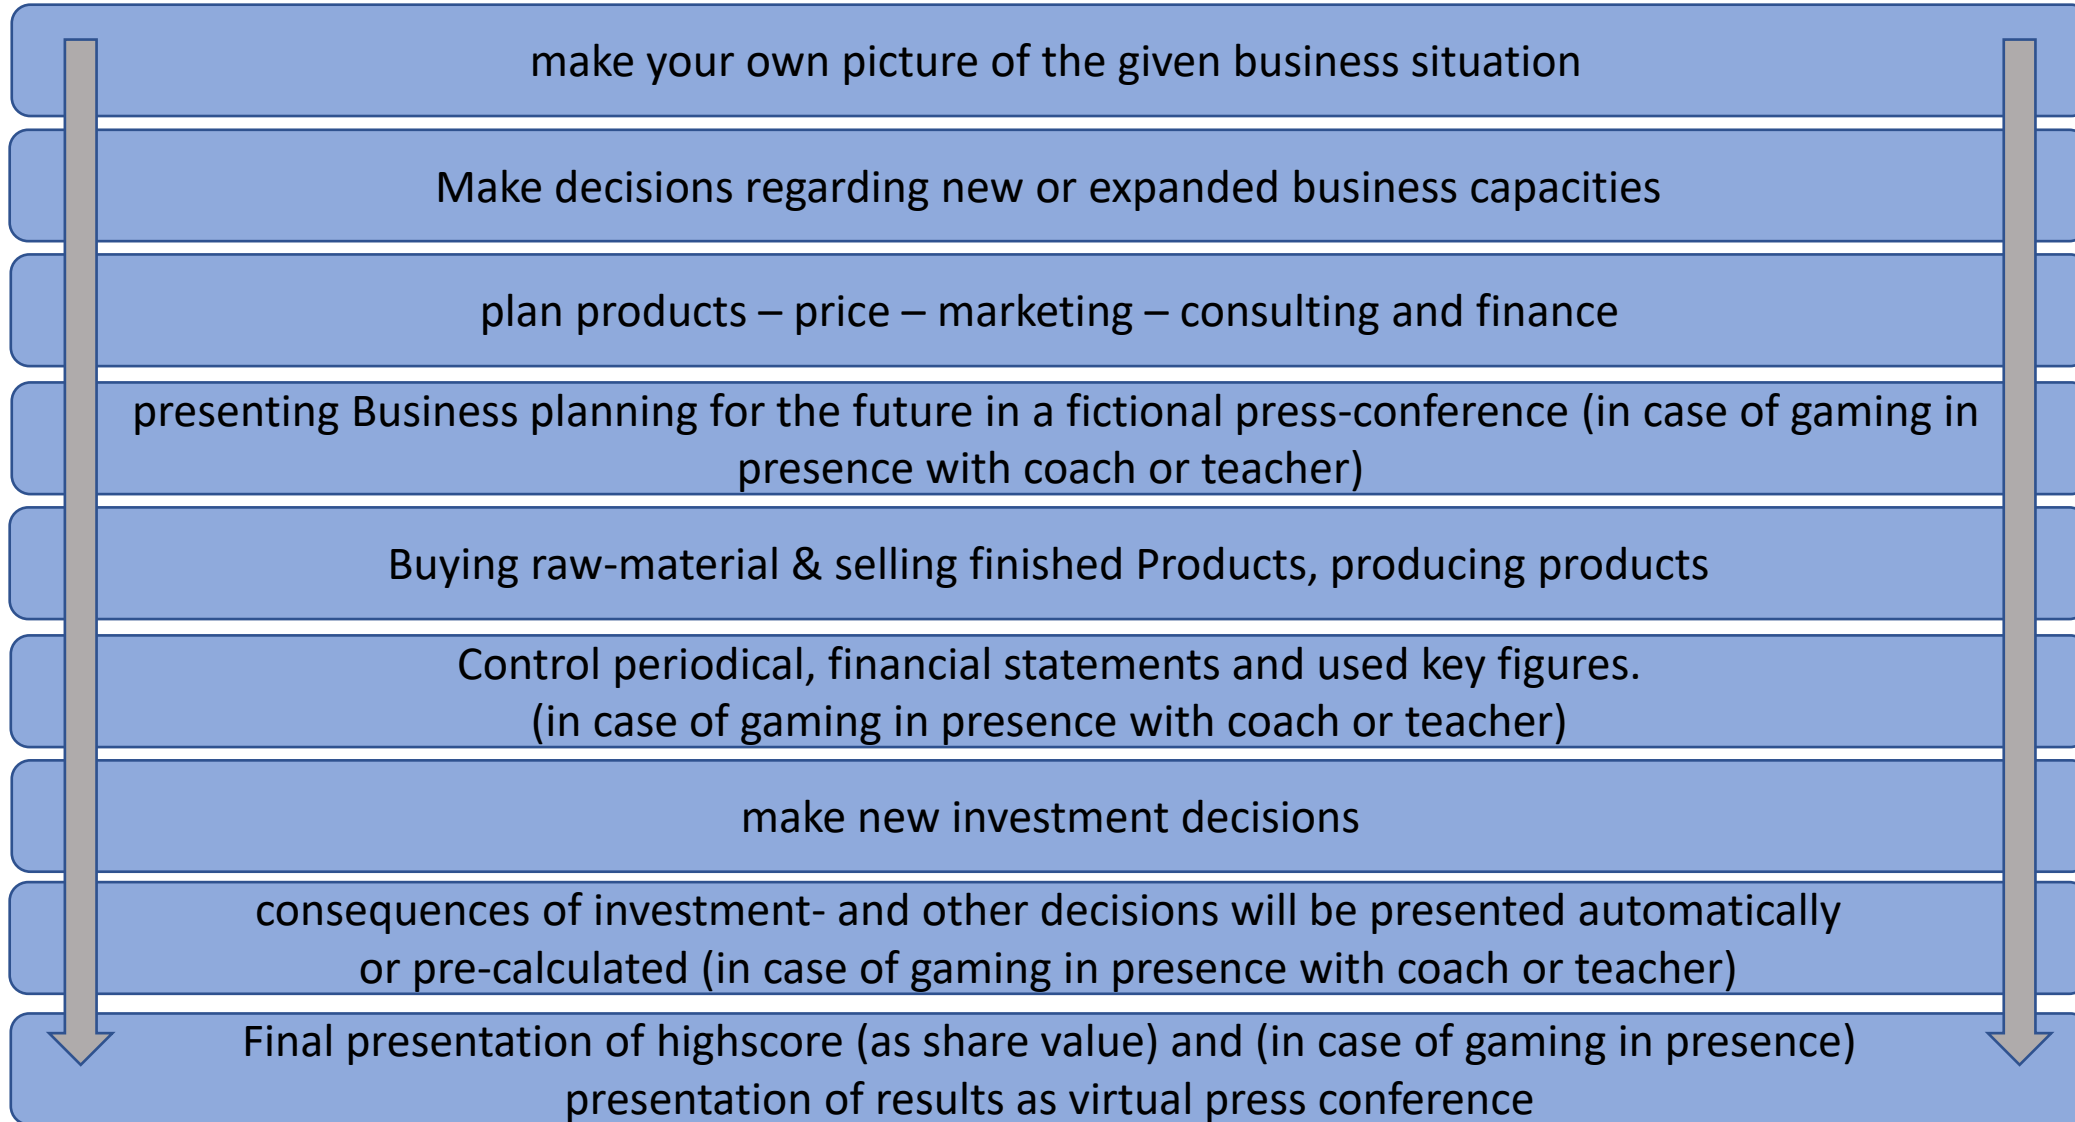 make your own picture of the given business situation
Make decisions regarding new or expanded business capacities
plan products – price – marketing – consulting and finance
presenting Business planning for the future in a fictional press-conference (in case of gaming in
presence with coach or teacher)
Buying raw-material & selling finished Products, producing products
Control periodical, financial statements and used key figures.
(in case of gaming in presence with coach or teacher)
make new investment decisions
consequences of investment- and other decisions will be presented automatically
or pre-calculated (in case of gaming in presence with coach or teacher)
Final presentation of highscore (as share value) and (in case of gaming in presence)
presentation of results as virtual press conference